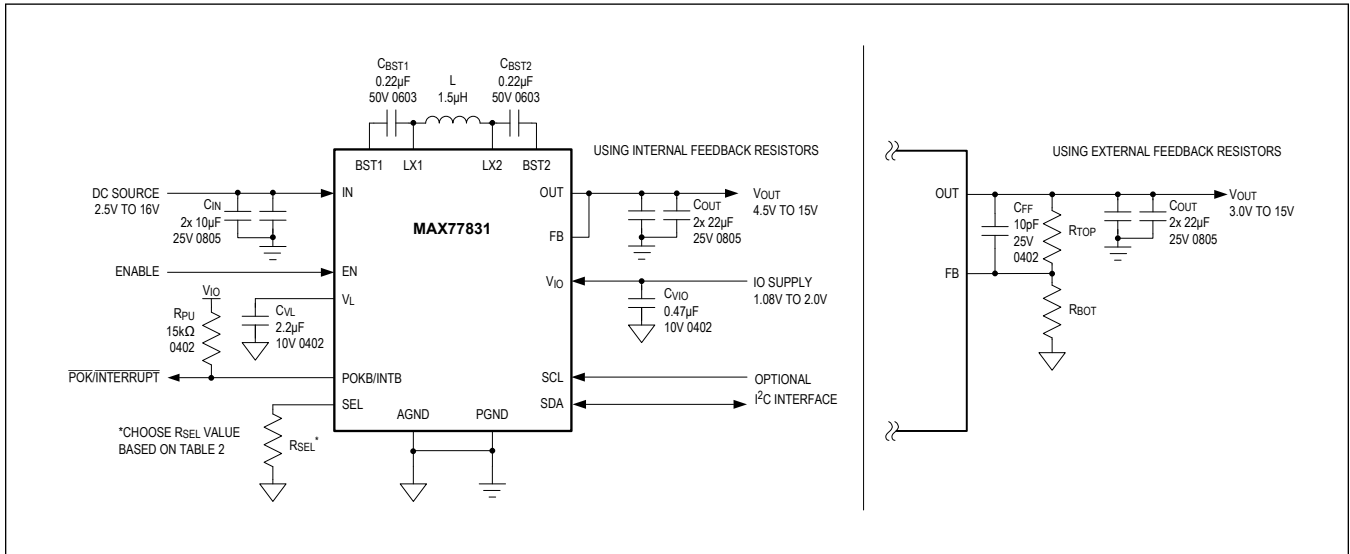 CBST1
0.22µF
50V 0603
L
1.5µH
CBST2
0.22µF
50V 0603
BST1
LX1
LX2
BST2
USING INTERNAL FEEDBACK RESISTORS
DC SOURCE
2.5V TO 16V
CIN
2x 10µF
25V 0805
IN
MAX77831
OUT
FB
COUT
2x 22µF
25V 0805
VOUT
4.5V TO 15V
ENABLE
EN
VIO
CVIO
0.47µF
10V 0402
IO SUPPLY
1.08V TO 2.0V
VIO
RPU
15kΩ
0402
CVL
2.2µF
10V 0402
VL
POK/INTERRUPT
POKB/INTB
SCL
SDA
OPTIONAL
I²C INTERFACE
SEL
*CHOOSE RSEL VALUE
BASED ON TABLE 2
RSEL*
AGND
PGND
USING EXTERNAL FEEDBACK RESISTORS
OUT
CFF
10pF
25V
0402
RTOP
COUT
2x 22µF
25V 0805
VOUT
3.0V TO 15V
FB
RBOT